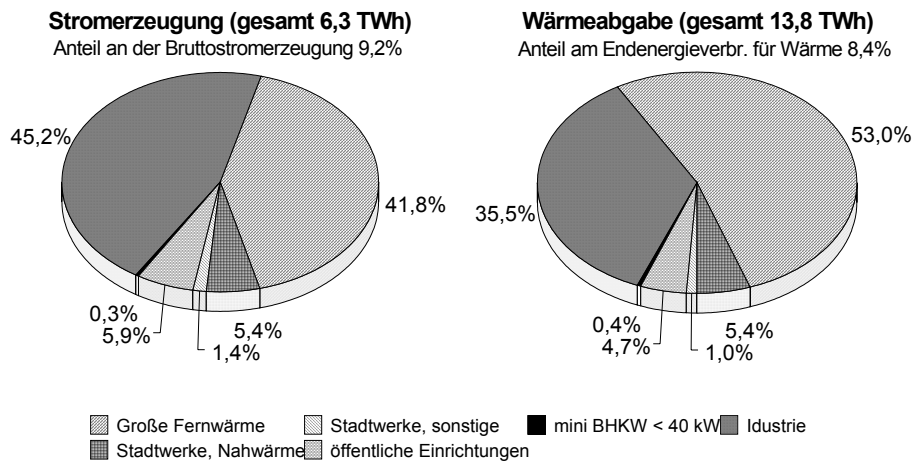 Stromerzeugung (gesamt 6,3 TWh)
Anteil an der Bruttostromerzeugung 9,2%
45,2%
41,8%
0,3%
5,9%
1,4%
5,4%
Wärmeabgabe (gesamt 13,8 TWh)
Anteil am Endenergieverbr. für Wärme 8,4%
53,0%
35,5%
0,4%
4,7%
1,0%
5,4%
Große Fernwärme
Stadtwerke, sonstige
mini BHKW < 40 kW
Idustrie
Stadtwerke, Nahwärme
öffentliche Einrichtungen